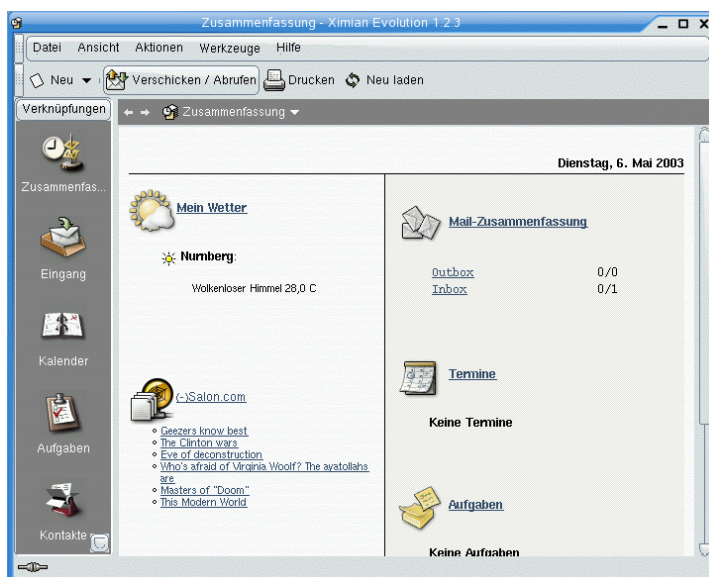 Zusammenfassung - Ximian Evolution 1.2.3
Datei Ansicht Aktionen Werkzeuge Hilfe
Neu Verschicken / Abrufen Drucken Neu laden
Verknüpfungen
Zusammenfassung
Zusammenfas...
Eingang
Kalender
Aufgaben
Kontakte
Dienstag, 6. Mai 2003
Mein Wetter
Nurnberg:
Wolkenloser Himmel 28,0 C
(-)Salon.com
Geezers know best
The Clinton wars
Eve of deconstruction
Who's afraid of Virginia Woolf? The ayatollahs
are
Masters of "Doom"
This Modern World
Mail-Zusammenfassung
Outbox 0/0
Inbox 0/1
Termine
Keine Termine
Aufgaben
Keine Aufgaben